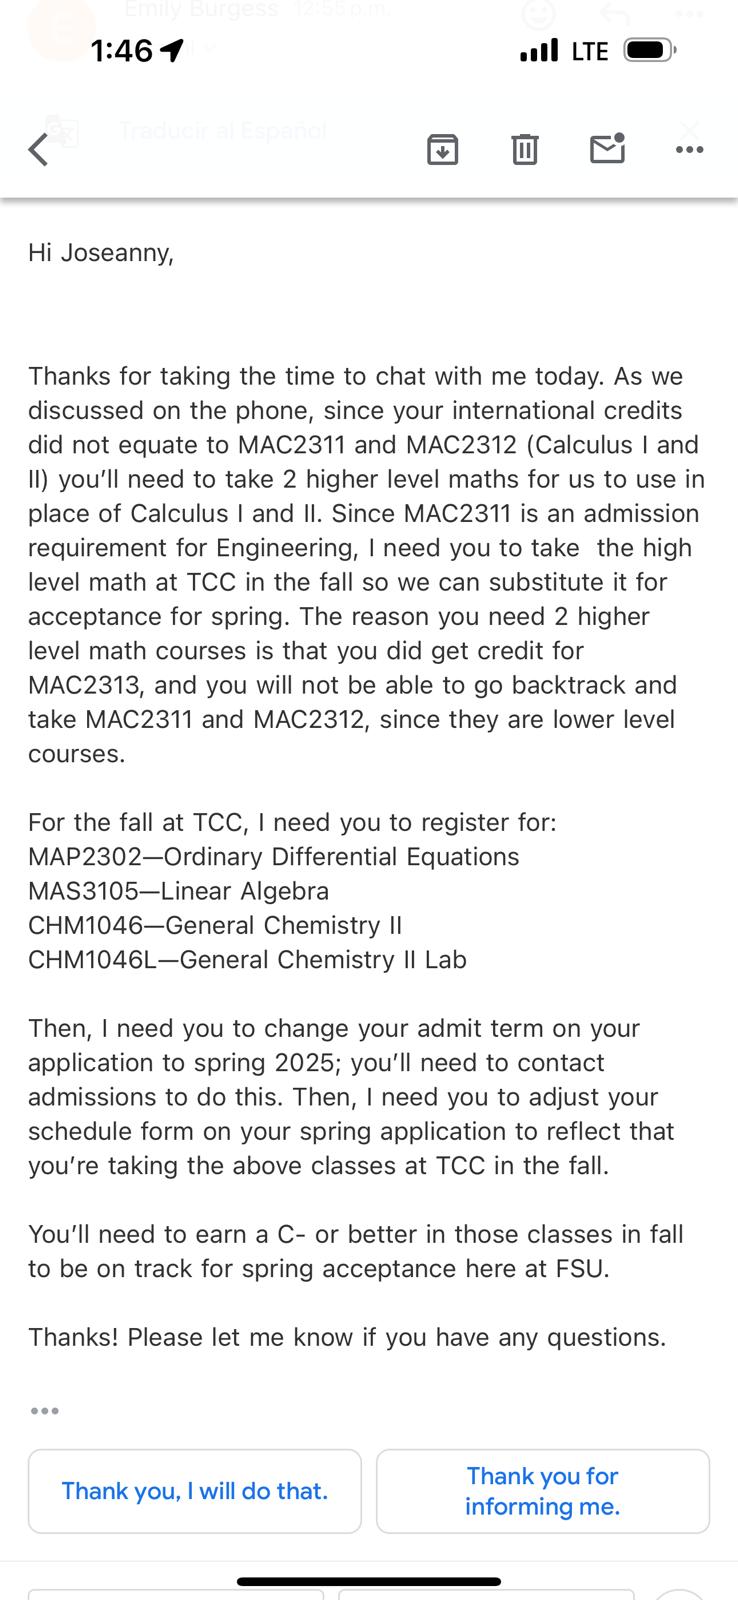 Emily Burgess 12:55 p.m.
1:46
LTE
Traducir al Español
Hi Joseanny,
Thanks for taking the time to chat with me today. As we
discussed on the phone, since your international credits
did not equate to MAC2311 and MAC2312 (Calculus I and
II) you’ll need to take 2 higher level maths for us to use in
place of Calculus I and II. Since MAC2311 is an admission
requirement for Engineering, I need you to take  the high
level math at TCC in the fall so we can substitute it for
acceptance for spring. The reason you need 2 higher
level math courses is that you did get credit for
MAC2313, and you will not be able to go backtrack and
take MAC2311 and MAC2312, since they are lower level
courses.
For the fall at TCC, I need you to register for:
MAP2302—Ordinary Differential Equations
MAS3105—Linear Algebra
CHM1046—General Chemistry II
CHM1046L—General Chemistry II Lab
Then, I need you to change your admit term on your
application to spring 2025; you’ll need to contact
admissions to do this. Then, I need you to adjust your
schedule form on your spring application to reflect that
you’re taking the above classes at TCC in the fall.
You’ll need to earn a C- or better in those classes in fall
to be on track for spring acceptance here at FSU.
Thanks! Please let me know if you have any questions.
Thank you, I will do that.
Thank you for
informing me.